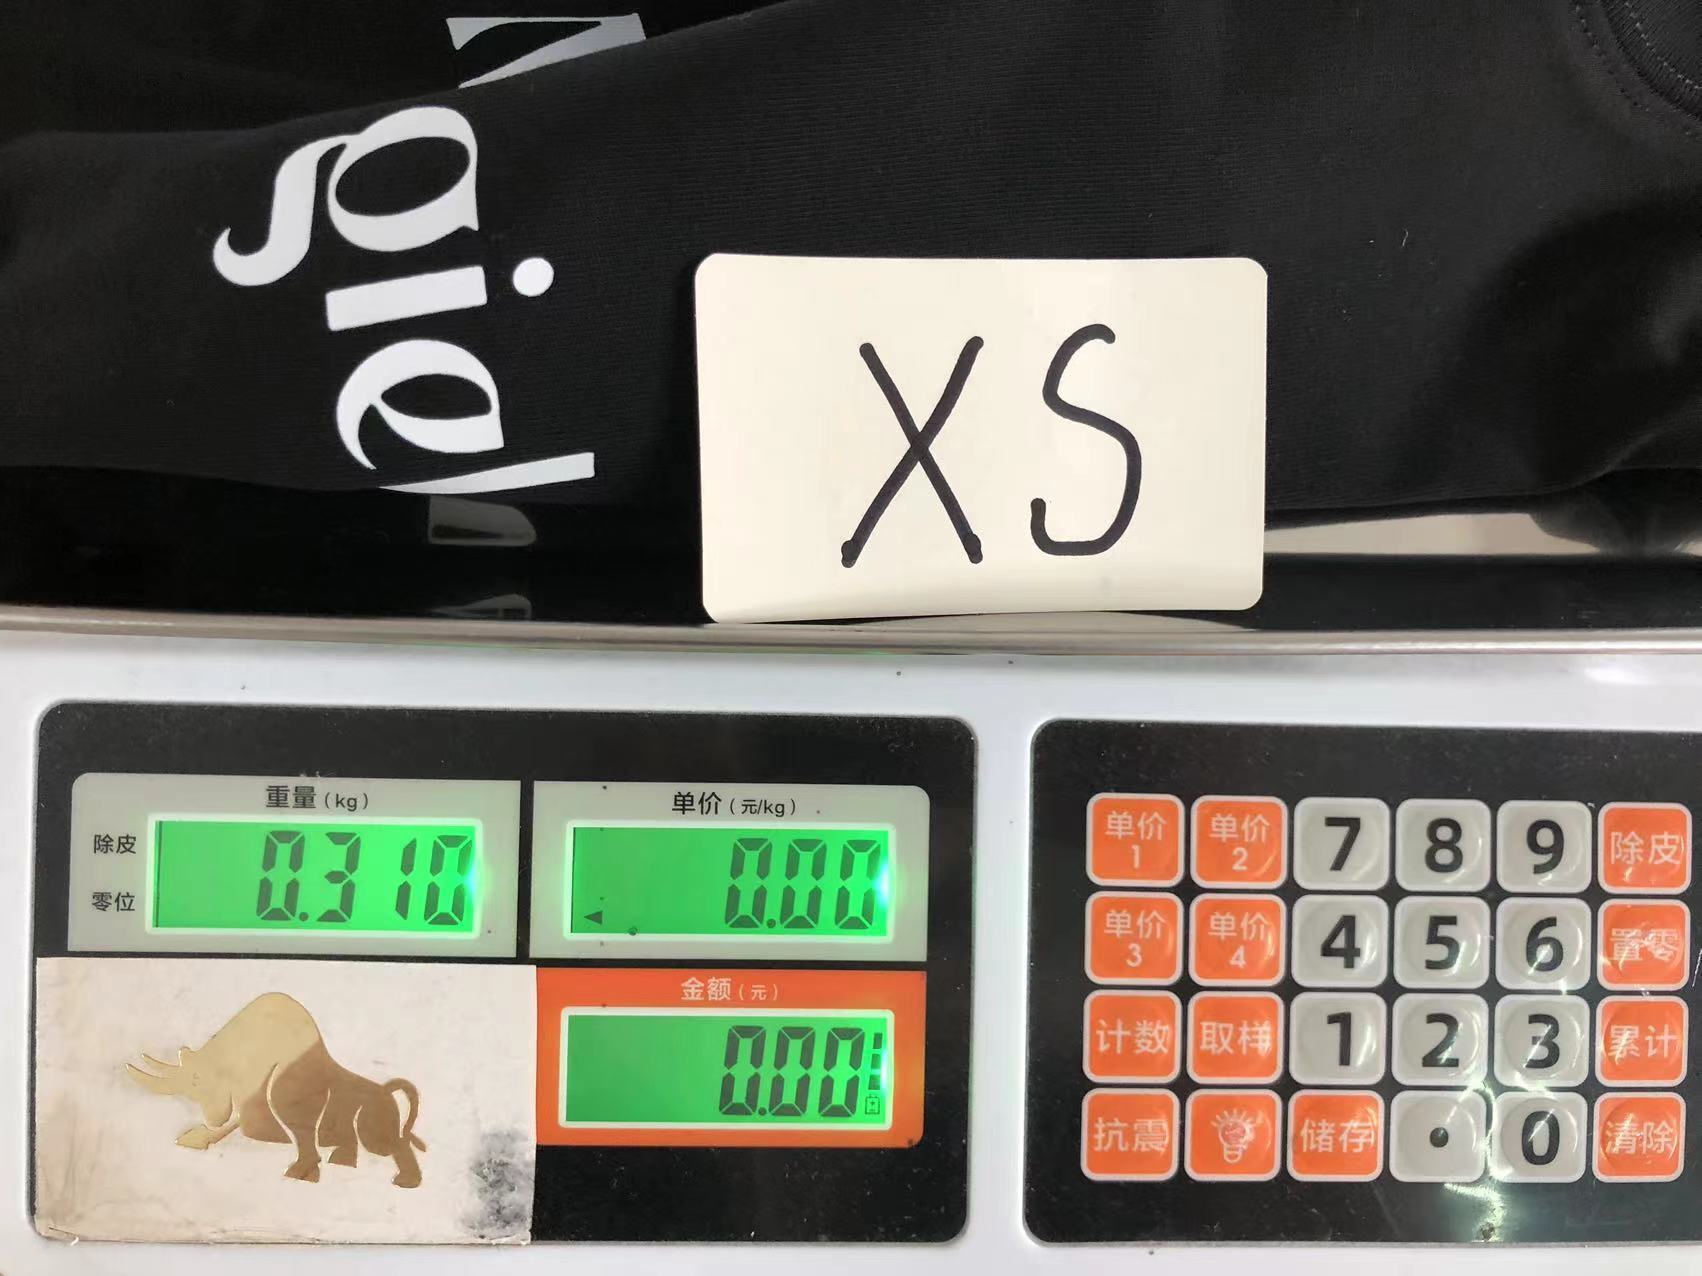 M
giel
XS
重量(kg)
除皮
零位
0.310
单价(元/kg)
0.00
金额(元)
0.00
单价1 单价2 7 8 9 除皮
单价3 单价4 4 5 6 置零
计数 取样 1 2 3 累计
抗震 储存 . 0 清除